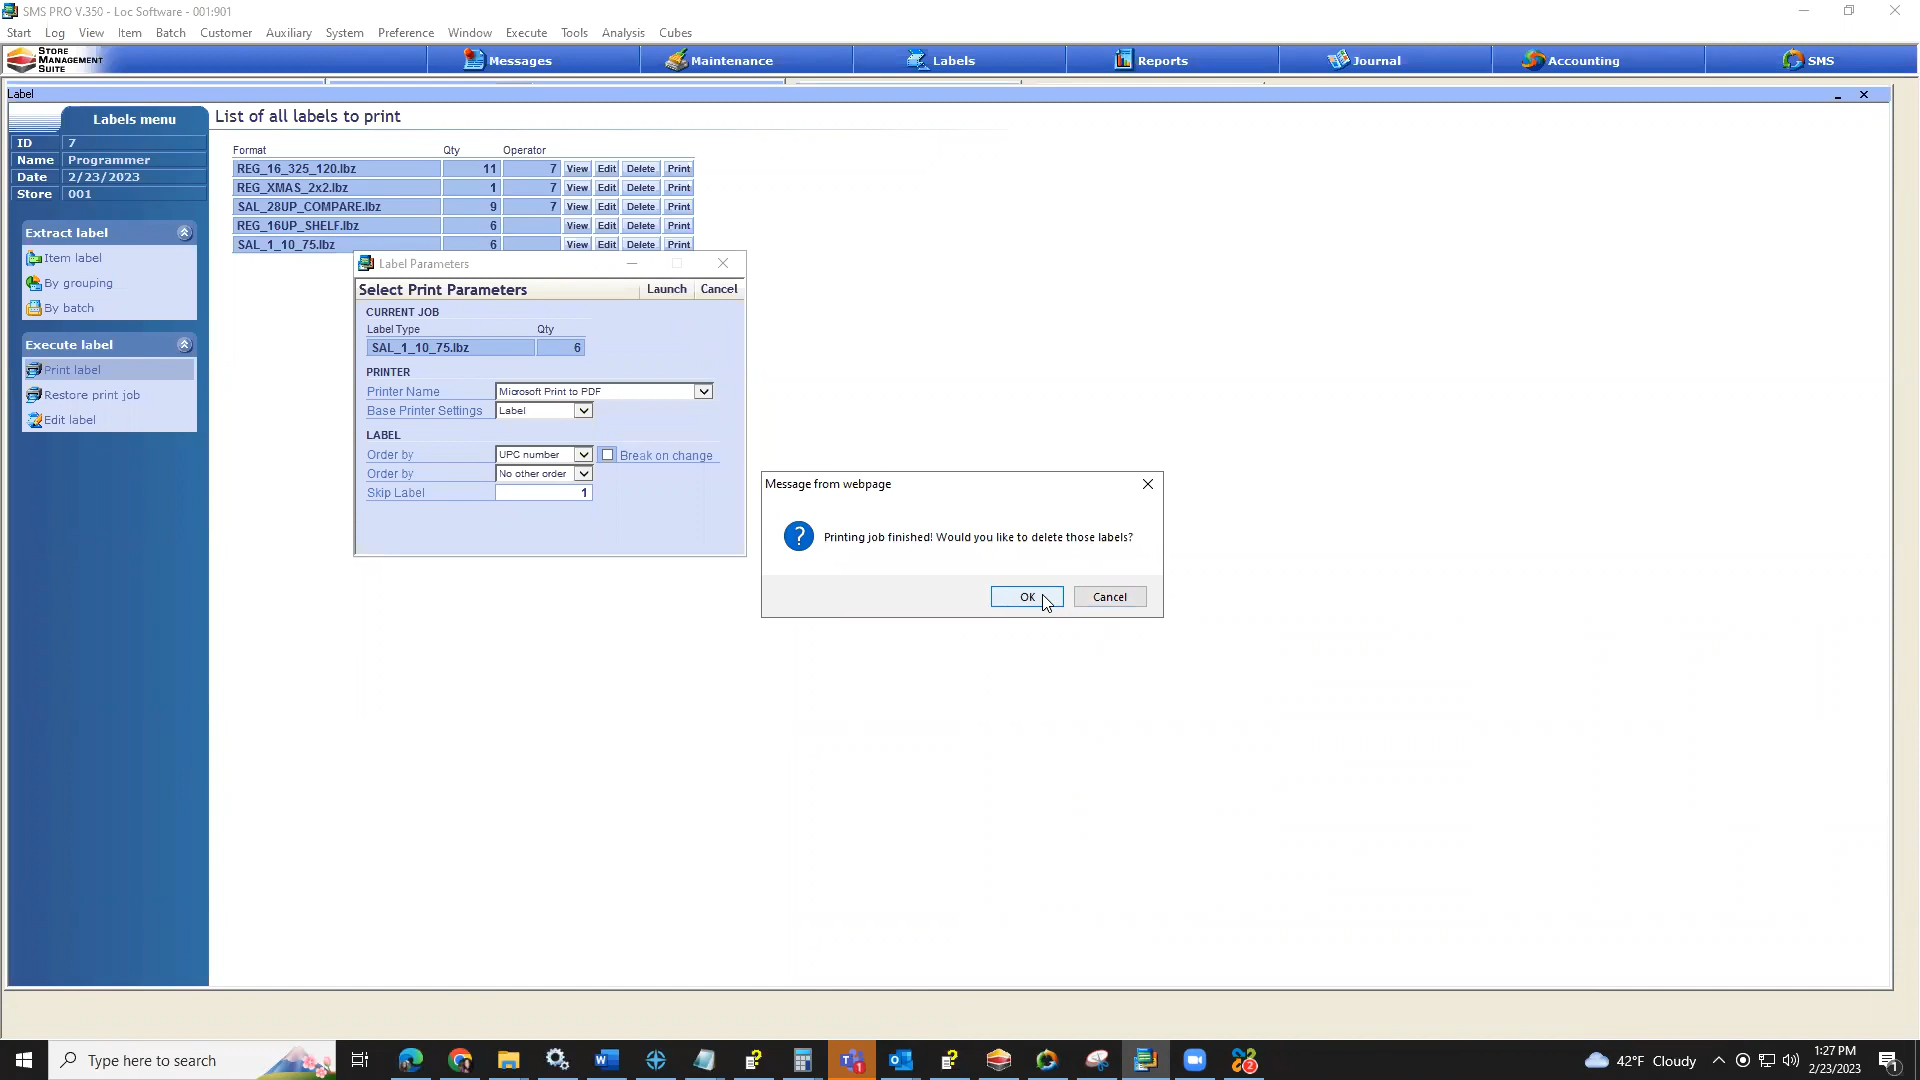 SMS PRO V.350 - Loc Software - 001:901
Start Log View Item Batch Customer Auxiliary System Preference Window Execute Tools Analysis Cubes
STORE MANAGEMENT SUITE
Messages Maintenance Labels Reports Journal Accounting SMS
Label
Labels menu
ID 7
Name Programmer
Date 2/23/2023
Store 001
Extract label
Item label
By grouping
By batch
Execute label
Print label
Restore print job
Edit label
List of all labels to print
Format Qty Operator
REG_16_325_120.lbz 11 7 View Edit Delete Print
REG_XMAS_2x2.lbz 1 7 View Edit Delete Print
SAL_28UP_COMPARE.lbz 9 7 View Edit Delete Print
REG_16UP_SHELF.lbz 6 View Edit Delete Print
SAL_1_10_75.lbz 6 View Edit Delete Print
Label Parameters
Select Print Parameters Launch Cancel
CURRENT JOB
Label Type Qty
SAL_1_10_75.lbz 6
PRINTER
Printer Name Microsoft Print to PDF
Base Printer Settings Label
LABEL
Order by UPC number Break on change
Order by No other order
Skip Label 1
Message from webpage
Printing job finished! Would you like to delete those labels?
OK Cancel
Type here to search
42°F Cloudy
1:27 PM
2/23/2023